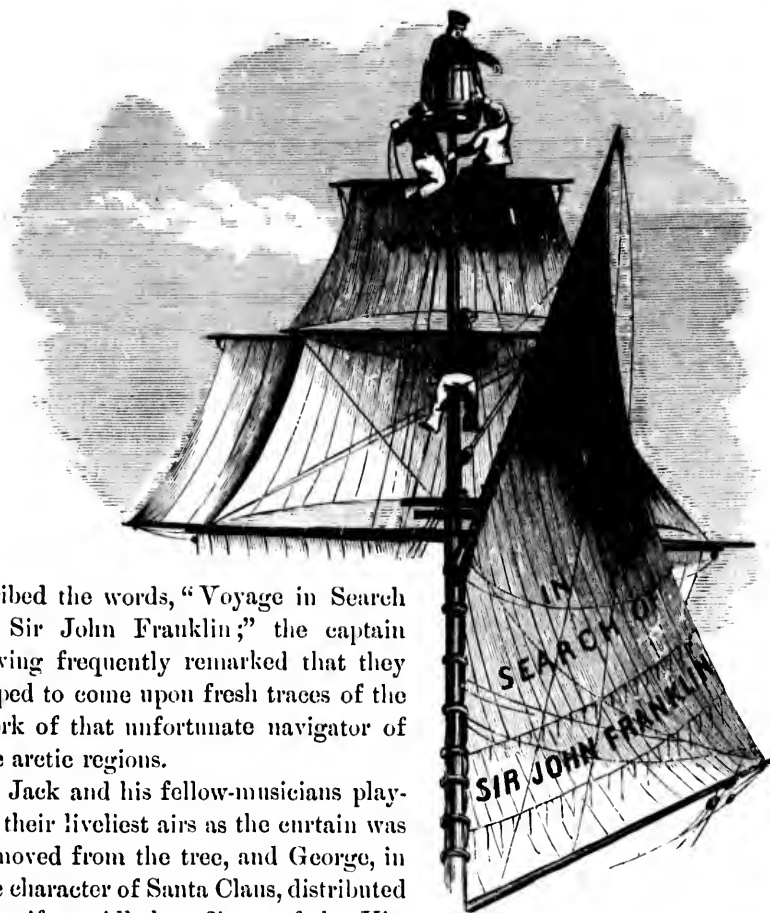 IN
SEARCH OF
SIR JOHN FRANKLIN
ibed the words, "Voyage in Search
Sir John Franklin;" the captain
ving frequently remarked that they
ped to come upon fresh traces of the
ork of that unfortunate navigator of
e arctic regions.
Jack and his fellow-musicians play-
their liveliest airs as the curtain was
moved from the tree, and George, in
e character of Santa Claus, distributed